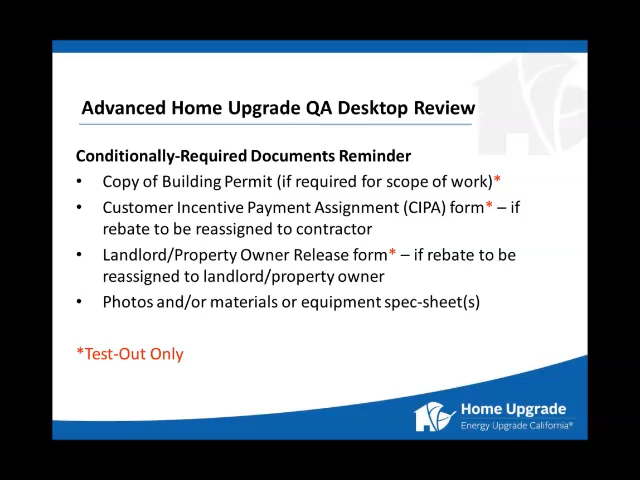 Advanced Home Upgrade QA Desktop Review
Conditionally-Required Documents Reminder
• Copy of Building Permit (if required for scope of work)*
• Customer Incentive Payment Assignment (CIPA) form* – if
rebate to be reassigned to contractor
• Landlord/Property Owner Release form* – if rebate to be
reassigned to landlord/property owner
• Photos and/or materials or equipment spec-sheet(s)
*Test-Out Only
Home Upgrade
Energy Upgrade California®